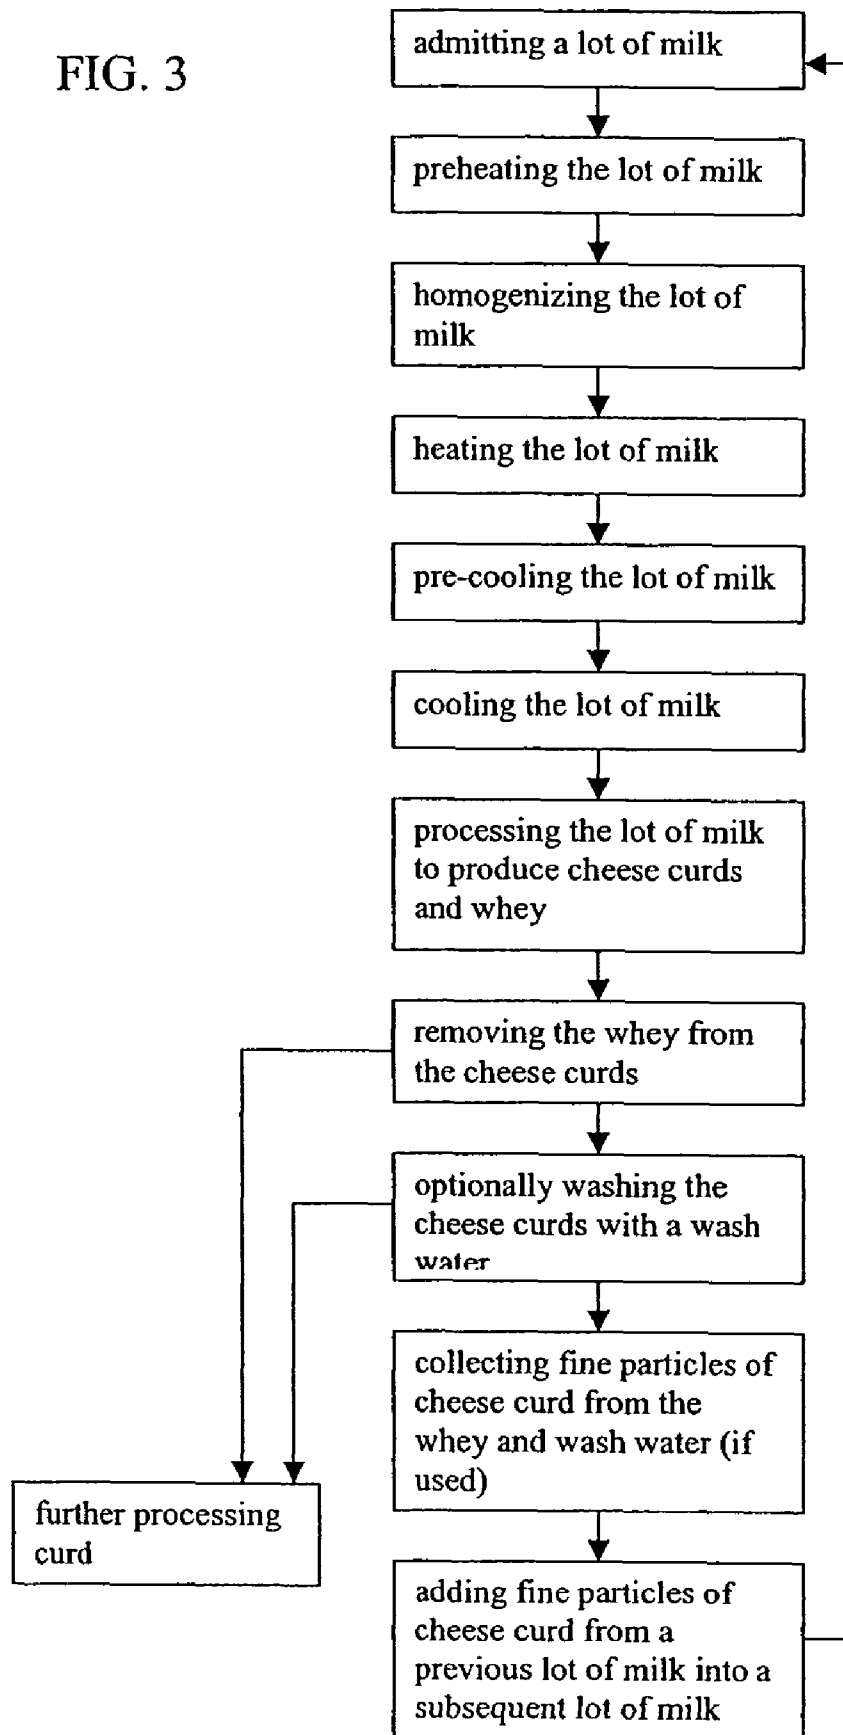 FIG. 3
admitting a lot of milk
preheating the lot of milk
homogenizing the lot of
milk
heating the lot of milk
pre-cooling the lot of milk
cooling the lot of milk
processing the lot of milk
to produce cheese curds
and whey
removing the whey from
the cheese curds
optionally washing the
cheese curds with a wash
water
collecting fine particles of
cheese curd from the
whey and wash water (if
used)
further processing
curd
adding fine particles of
cheese curd from a
previous lot of milk into a
subsequent lot of milk